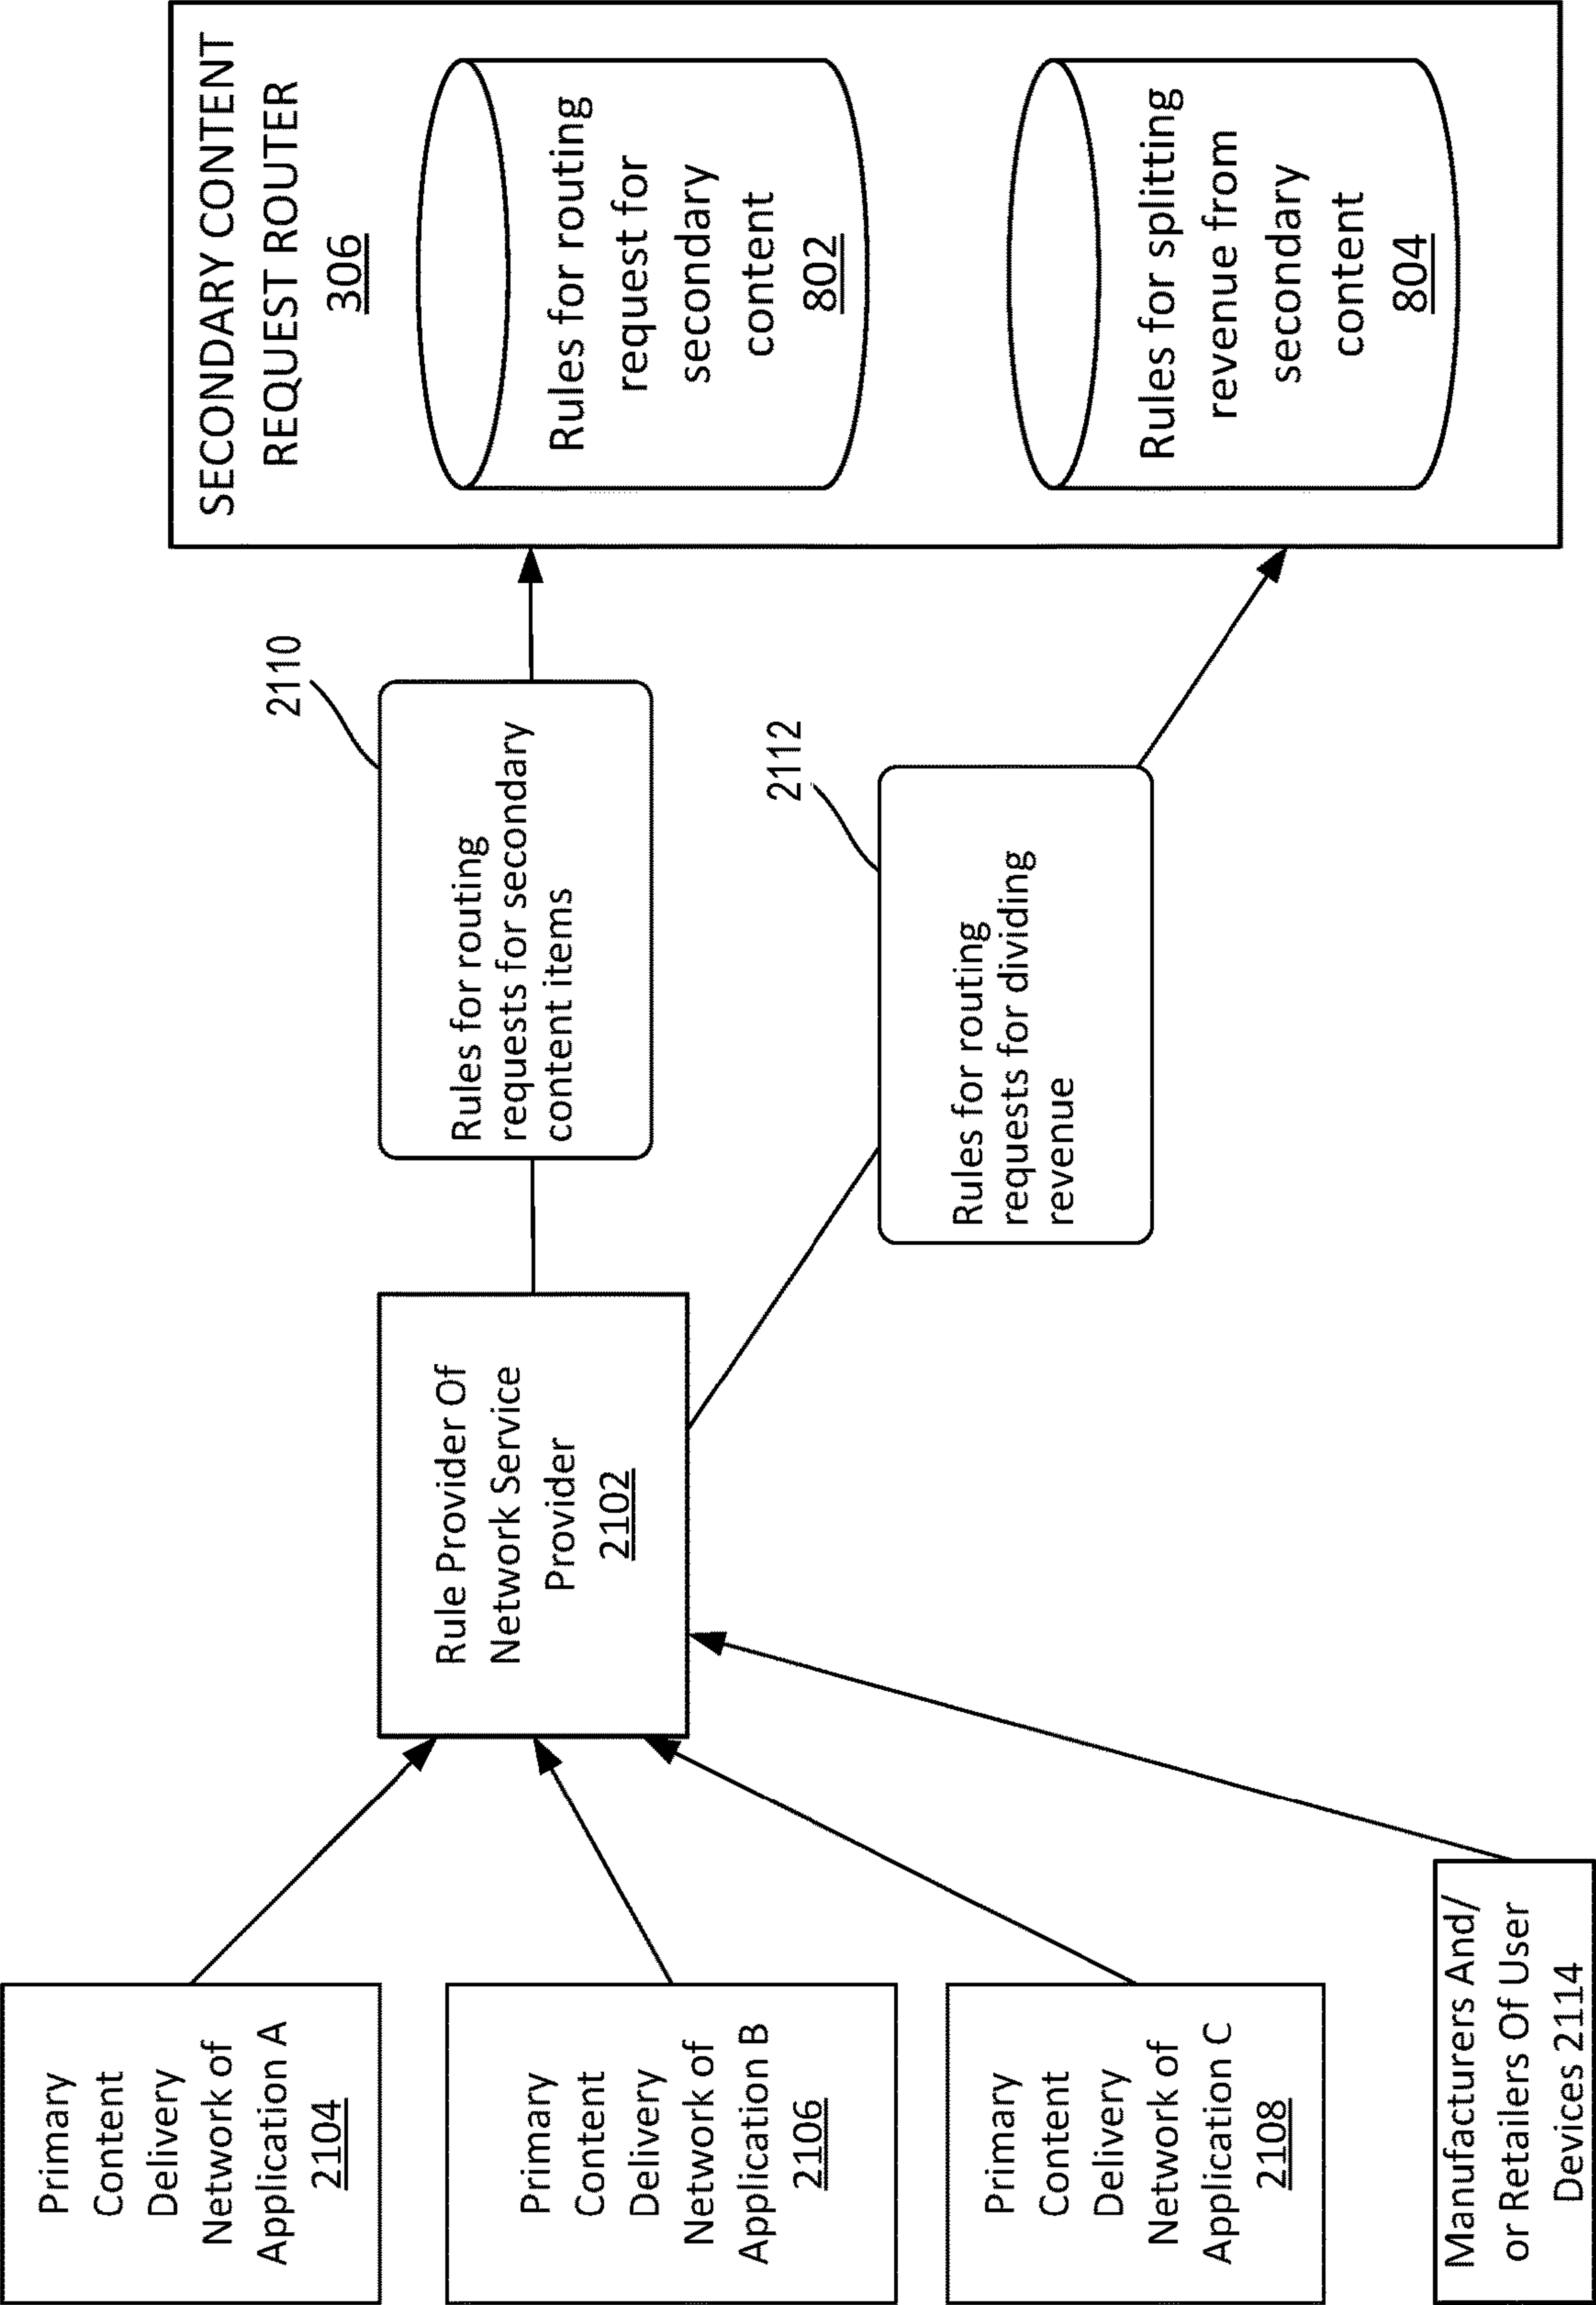 Primary
Content
Delivery
Network of
Application A
2104
Primary
Content
Delivery
Network of
Application B
2106
Primary
Content
Delivery
Network of
Application C
2108
Manufacturers And/
or Retailers Of User
Devices 2114
Rule Provider Of
Network Service
Provider
2102
2110
Rules for routing
requests for secondary
content items
2112
Rules for routing
requests for dividing
revenue
SECONDARY CONTENT
REQUEST ROUTER
306
Rules for routing
request for
secondary
content
802
Rules for splitting
revenue from
secondary
content
804